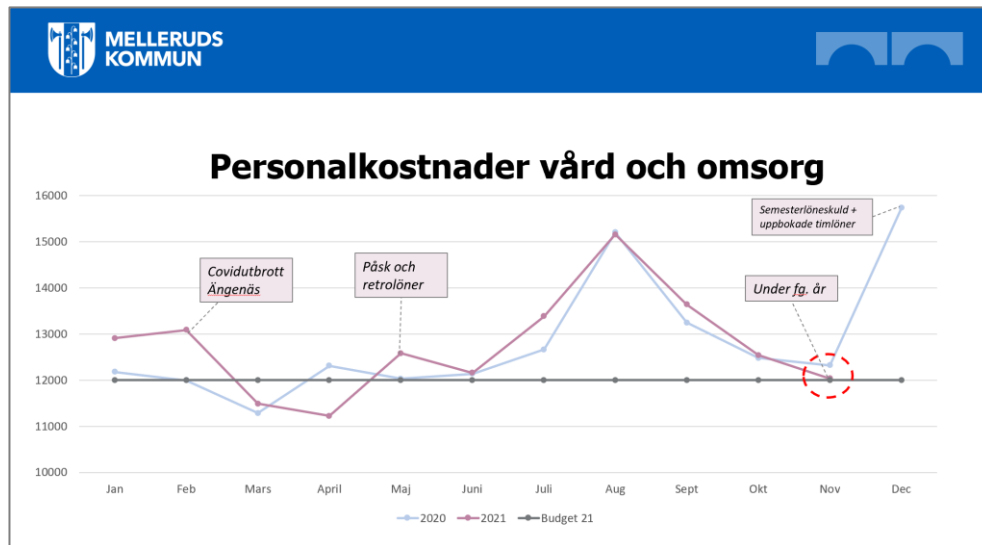 MELLERUDS
KOMMUN
Personalkostnader vård och omsorg
16000
15000
14000
13000
12000
11000
10000
Covidutbrott
Ängenäs
Påsk och
retrolöner
Semesterlöneskuld +
uppbokade timlöner
Under fg. år
Jan Feb Mars April Maj Juni Juli Aug Sept Okt Nov Dec
2020 2021 Budget 21